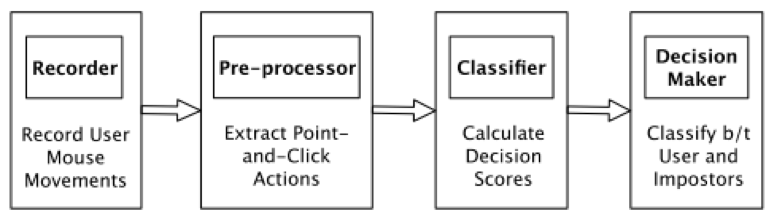 Recorder
Record User
Mouse
Movements
Pre-processor
Extract Point-
and-Click
Actions
Classifier
Calculate
Decision
Scores
Decision
Maker
Classify b/t
User and
Impostors